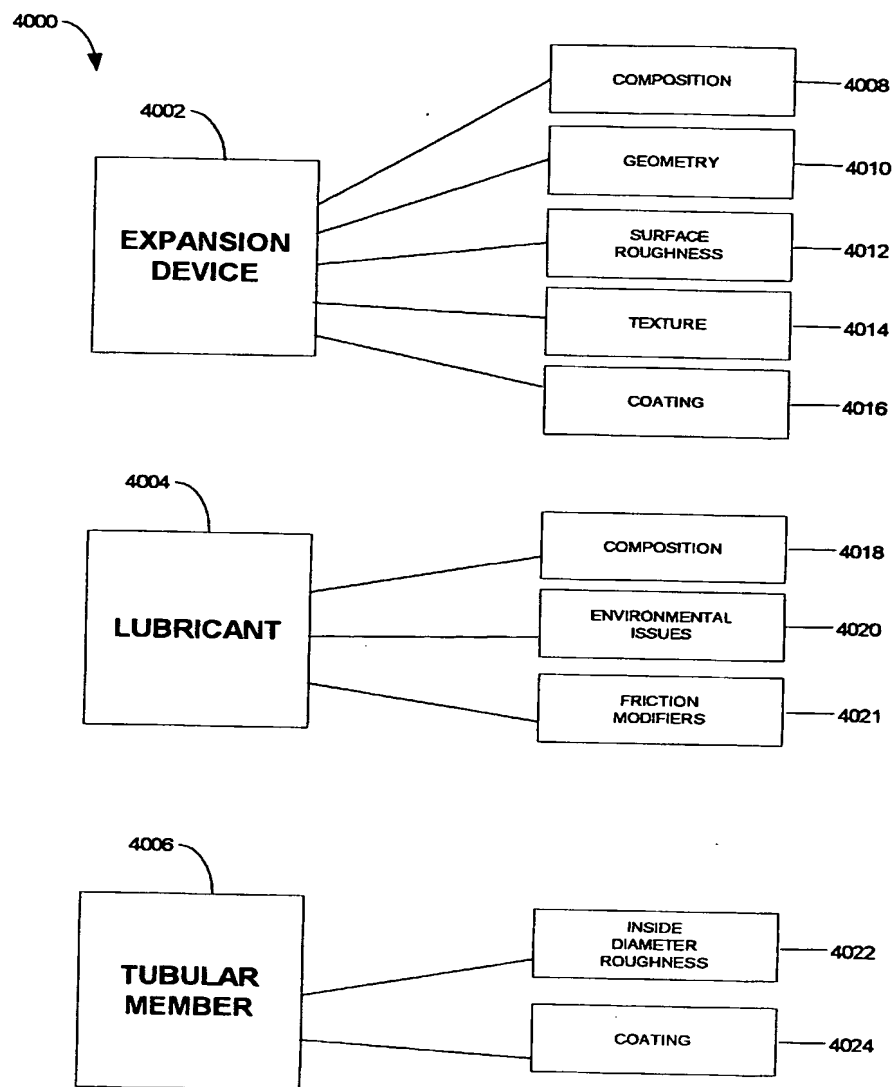 4000
4002
EXPANSION
DEVICE
COMPOSITION
4008
GEOMETRY
4010
SURFACE
ROUGHNESS
4012
TEXTURE
4014
COATING
4016
4004
LUBRICANT
COMPOSITION
4018
ENVIRONMENTAL
ISSUES
4020
FRICTION
MODIFIERS
4021
4006
TUBULAR
MEMBER
INSIDE
DIAMETER
ROUGHNESS
4022
COATING
4024